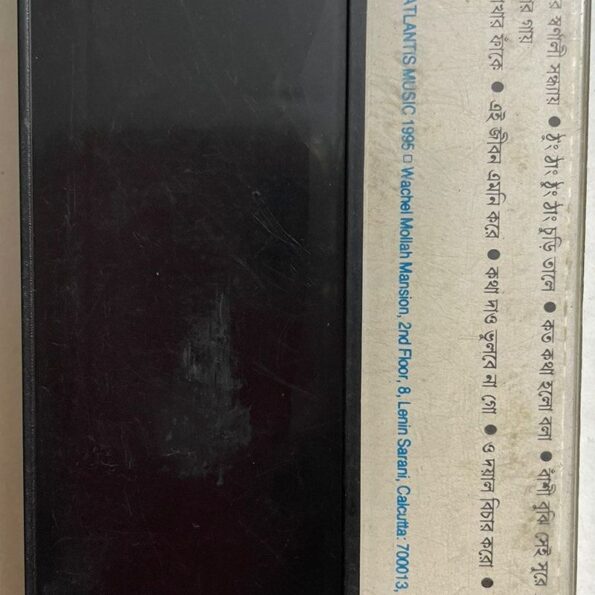 র স্বর্ণালী সন্ধ্যায় ● ঠুং ঠাং ঠুং ঠাং চুড়ি তালে ● কত কথা হলো বলা ● বাঁশী বুঝি সেই সুরে
র গায়
খার ফাঁকে ● এই জীবন এমনি করে ● কথা দাও ভুলবে না গো ● ও দয়াল বিচার করো ●
ATLANTIS MUSIC 1995 □ Wachel Mollah Mansion, 2nd Floor, 8, Lenin Sarani, Calcutta: 700013,